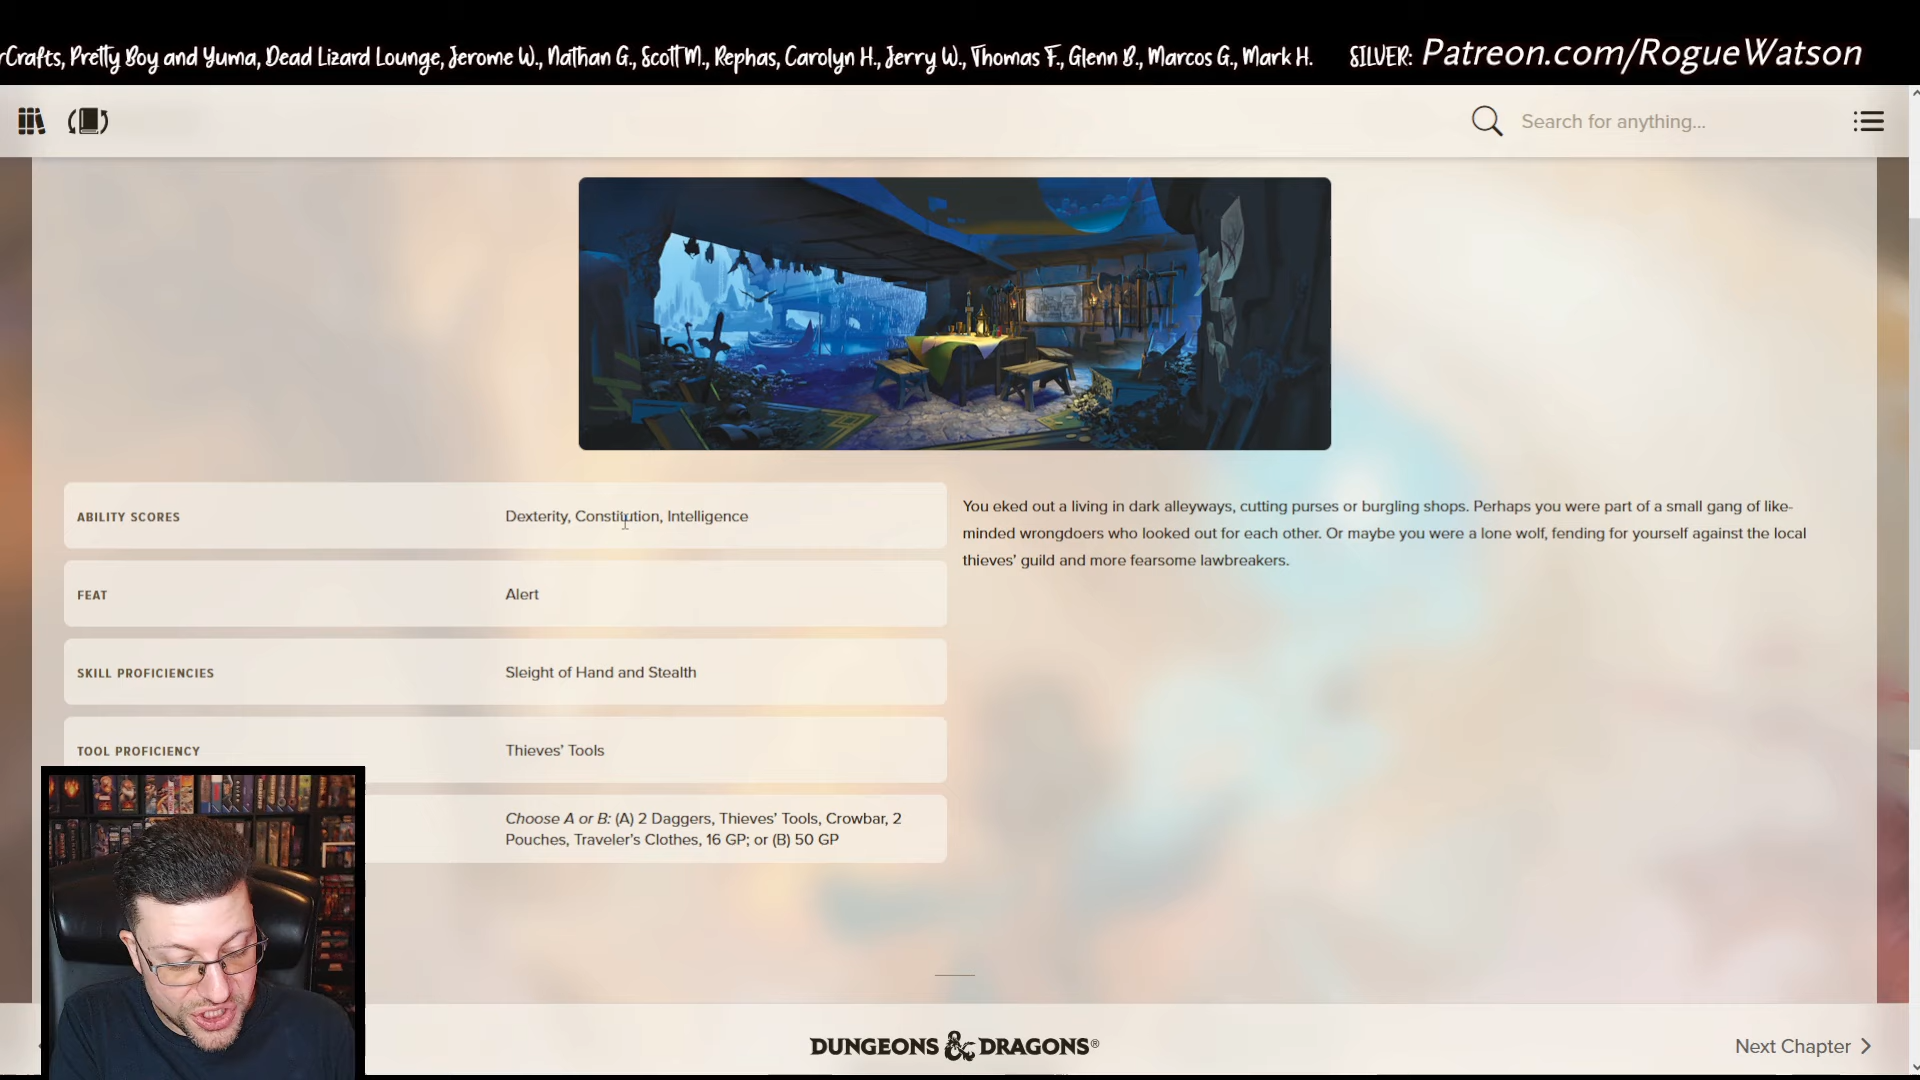 rCrafts, Pretty Boy and Yuma, Dead Lizard Lounge, Jerome W., Nathan G., Scott M., Rephas, Carolyn H., Jerry W., Thomas F., Glenn B., Marcos G., Mark H. SILVER: Patreon.com/RogueWatson
Search for anything...
ABILITY SCORES Dexterity, Constitution, Intelligence
FEAT Alert
SKILL PROFICIENCIES Sleight of Hand and Stealth
TOOL PROFICIENCY Thieves’ Tools
Choose A or B: (A) 2 Daggers, Thieves’ Tools, Crowbar, 2
Pouches, Traveler’s Clothes, 16 GP; or (B) 50 GP
You eked out a living in dark alleyways, cutting purses or burgling shops. Perhaps you were part of a small gang of like-
minded wrongdoers who looked out for each other. Or maybe you were a lone wolf, fending for yourself against the local
thieves’ guild and more fearsome lawbreakers.
DUNGEONS & DRAGONS®
Next Chapter